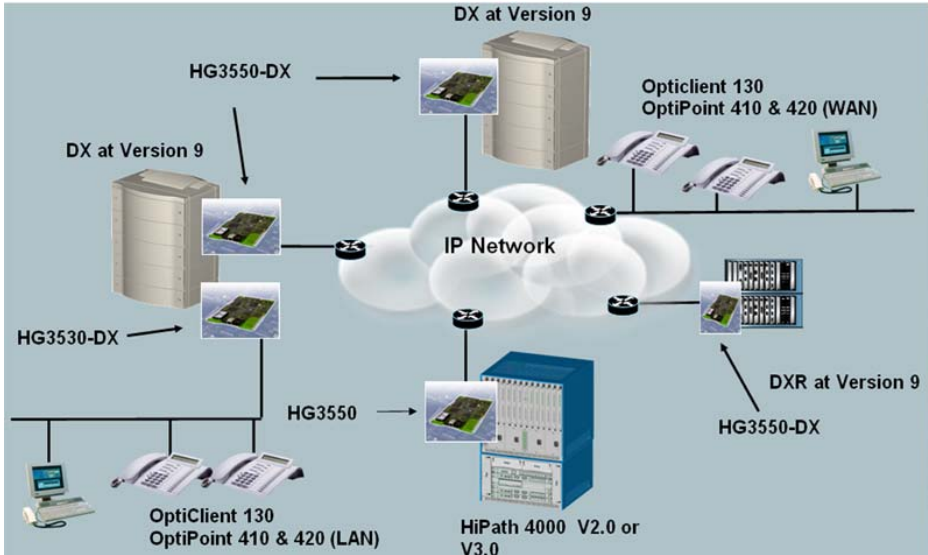 DX at Version 9
HG3550-DX
Opticlient 130
OptiPoint 410 & 420 (WAN)
DX at Version 9
IP Network
HG3530-DX
DXR at Version 9
HG3550
HG3550-DX
OptiClient 130
OptiPoint 410 & 420 (LAN)
HiPath 4000 V2.0 or
V3.0